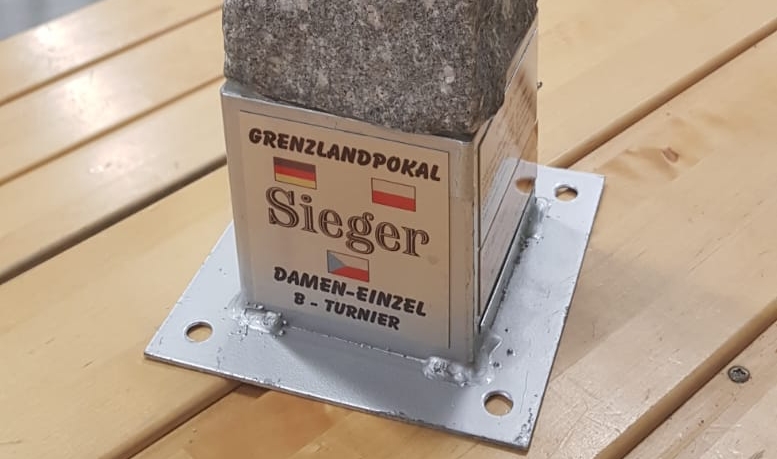 GRENZLANDPOKAL
Sieger
DAMEN-EINZEL
B - TURNIER